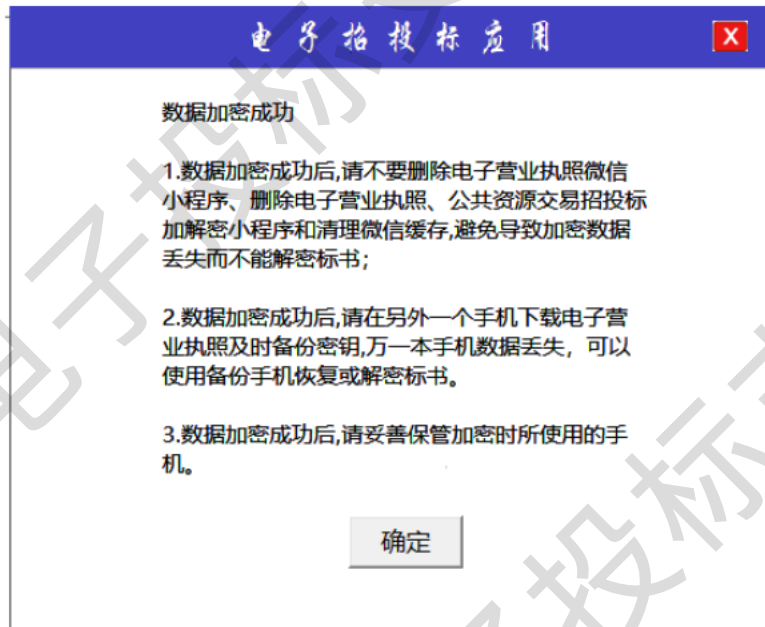 电子招投标应用
X
数据加密成功
1.数据加密成功后,请不要删除电子营业执照微信
小程序、删除电子营业执照、公共资源交易招投标
加解密小程序和清理微信缓存,避免导致加密数据
丢失而不能解密标书;
2.数据加密成功后,请在另外一个手机下载电子营
业执照及时备份密钥,万一本手机数据丢失，可以
使用备份手机恢复或解密标书。
3.数据加密成功后,请妥善保管加密时所使用的手
机。
确定